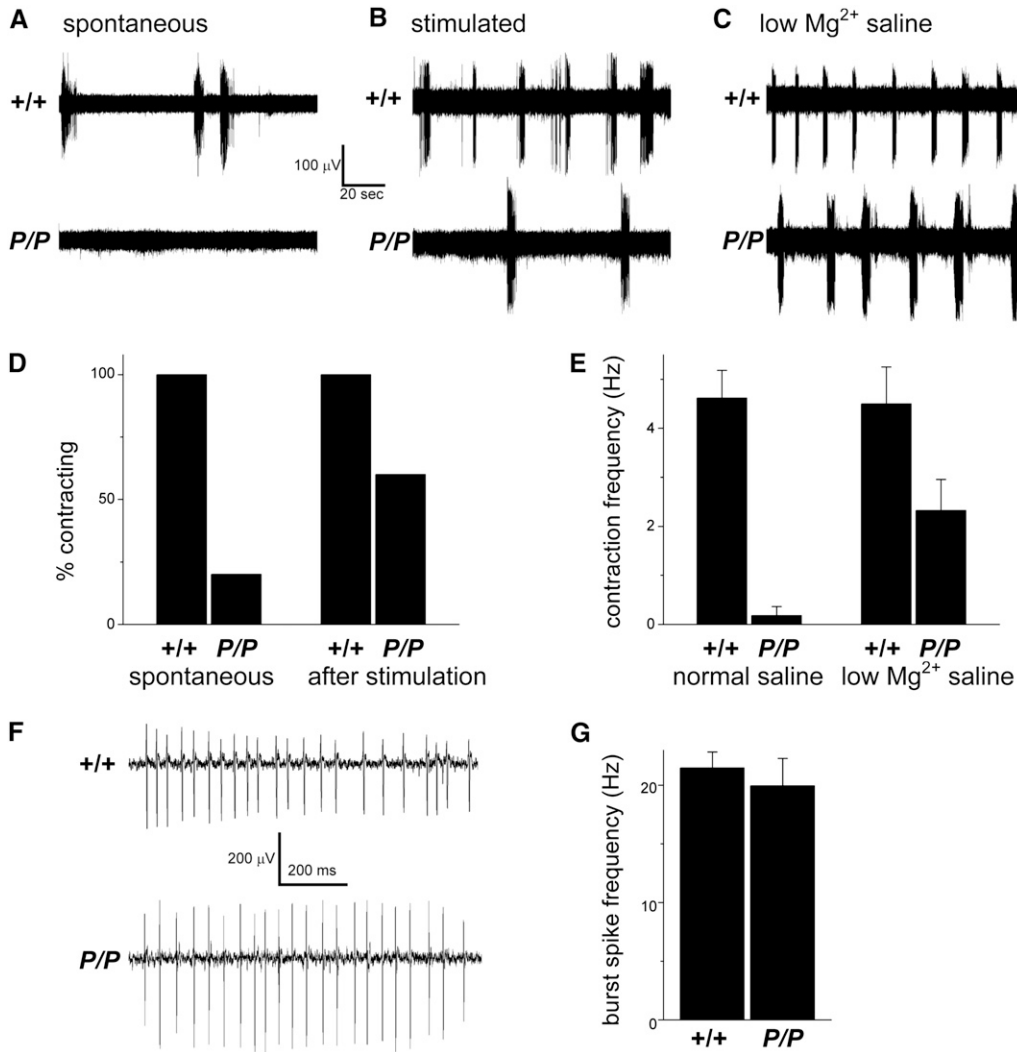 A spontaneous
+/+
P/P
100 µV
20 sec
B stimulated
+/+
P/P
C low Mg²⁺ saline
+/+
P/P
D
% contracting
100
50
0
+/+ P/P +/+ P/P
spontaneous after stimulation
E
contraction frequency (Hz)
4
2
0
+/+ P/P +/+ P/P
normal saline low Mg²⁺ saline
F
+/+
200 µV
200 ms
P/P
G
burst spike frequency (Hz)
20
10
0
+/+ P/P